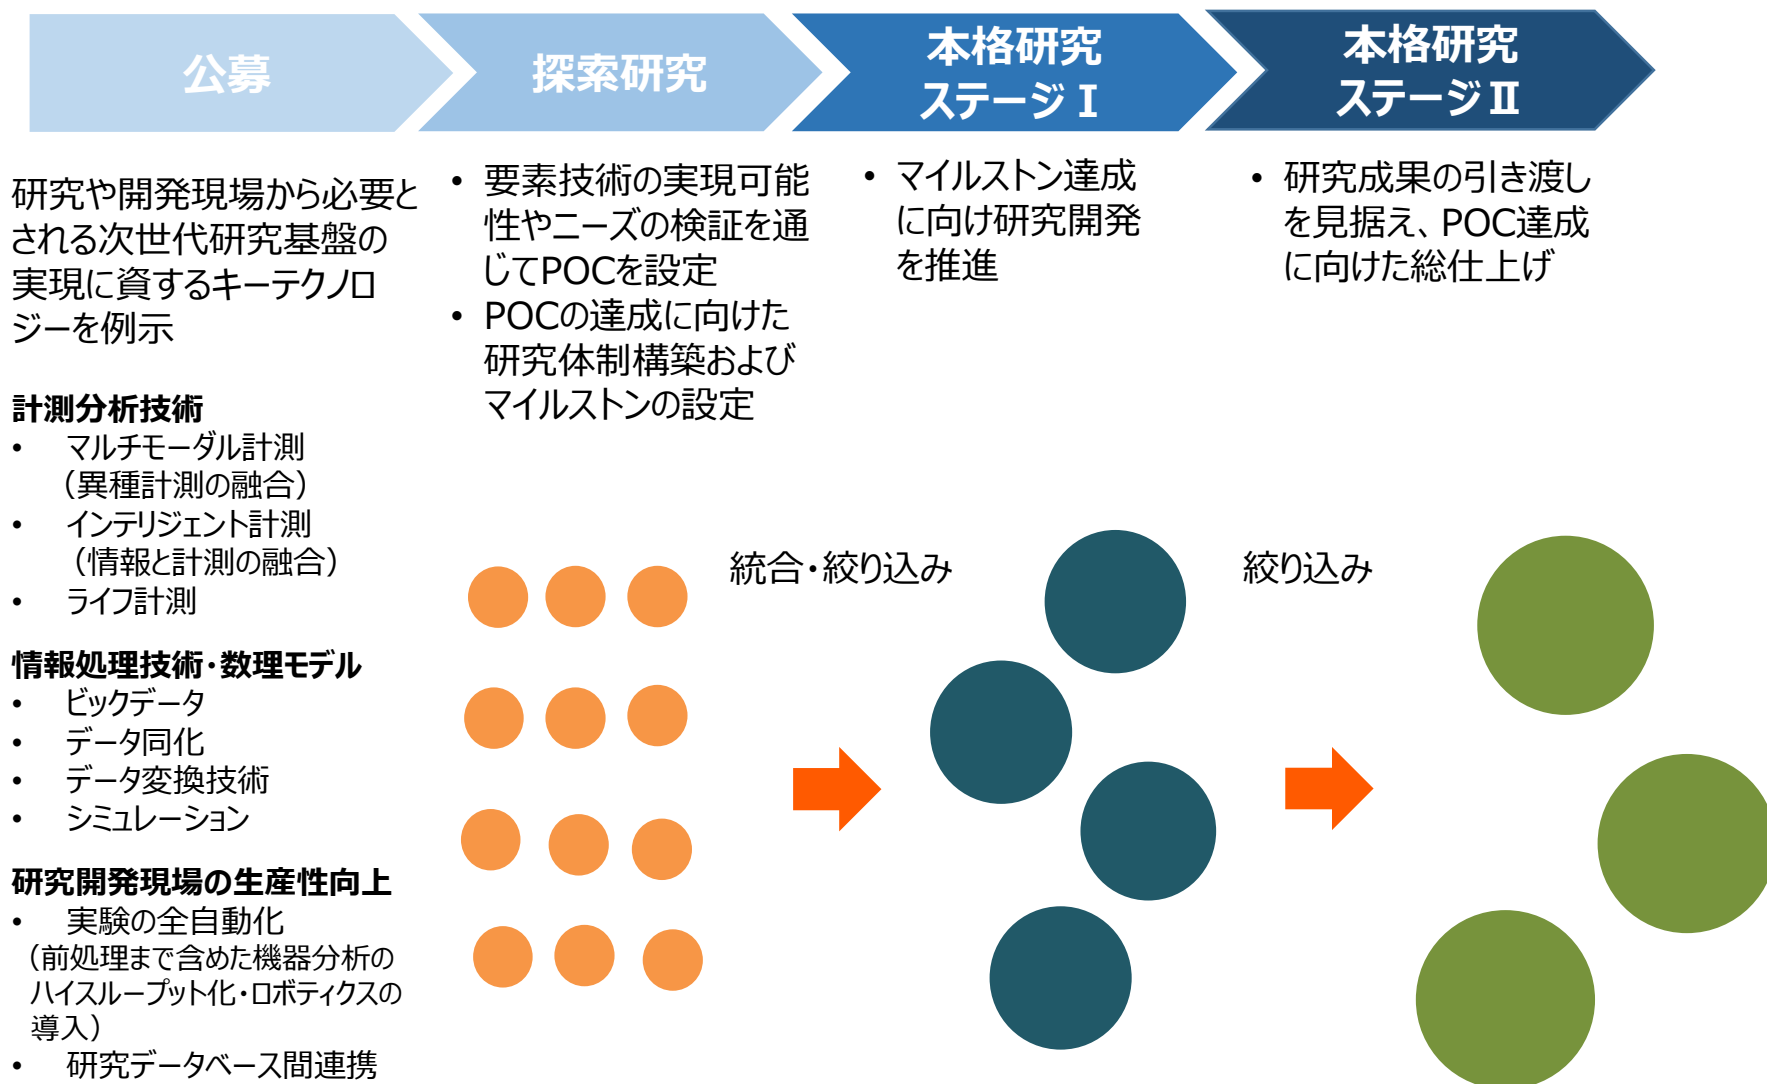 公募
探索研究
本格研究
ステージⅠ
本格研究
ステージⅡ
研究や開発現場から必要と
される次世代研究基盤の
実現に資するキーテクノロ
ジーを例示
計測分析技術
• マルチモーダル計測
（異種計測の融合）
• インテリジェント計測
（情報と計測の融合）
• ライフ計測
情報処理技術・数理モデル
• ビックデータ
• データ同化
• データ変換技術
• シミュレーション
研究開発現場の生産性向上
• 実験の全自動化
（前処理まで含めた機器分析の
ハイスループット化・ロボティクスの
導入）
• 研究データベース間連携
• 要素技術の実現可能
性やニーズの検証を通
じてPOCを設定
• POCの達成に向けた
研究体制構築および
マイルストンの設定
• マイルストン達成
に向け研究開発
を推進
• 研究成果の引き渡し
を見据え、POC達成
に向けた総仕上げ
統合・絞り込み
絞り込み